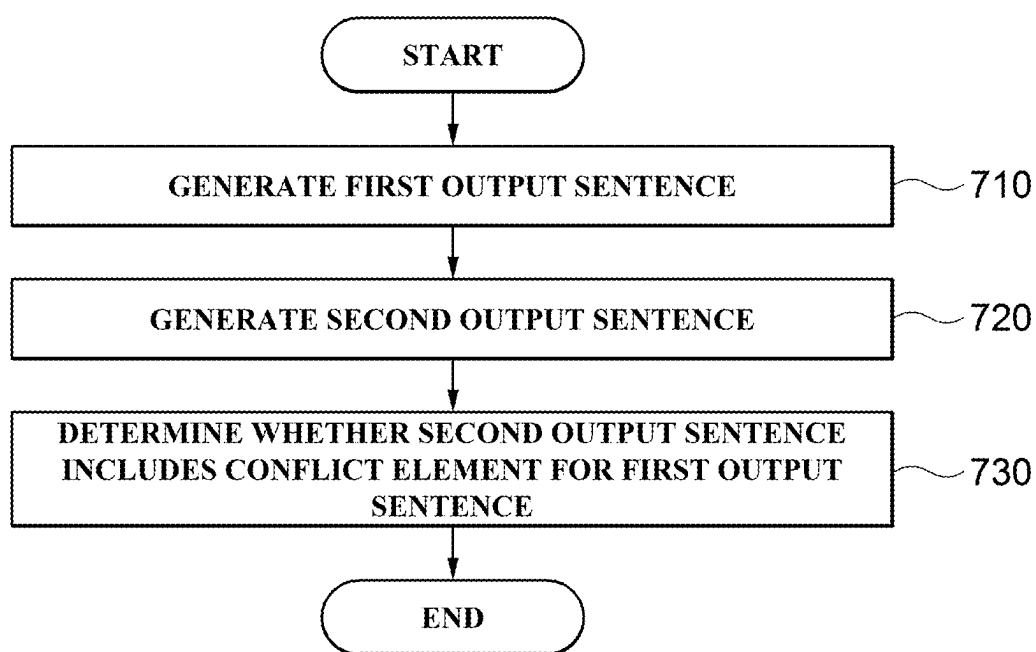 START
GENERATE FIRST OUTPUT SENTENCE
710
GENERATE SECOND OUTPUT SENTENCE
720
DETERMINE WHETHER SECOND OUTPUT SENTENCE
INCLUDES CONFLICT ELEMENT FOR FIRST OUTPUT
SENTENCE
730
END